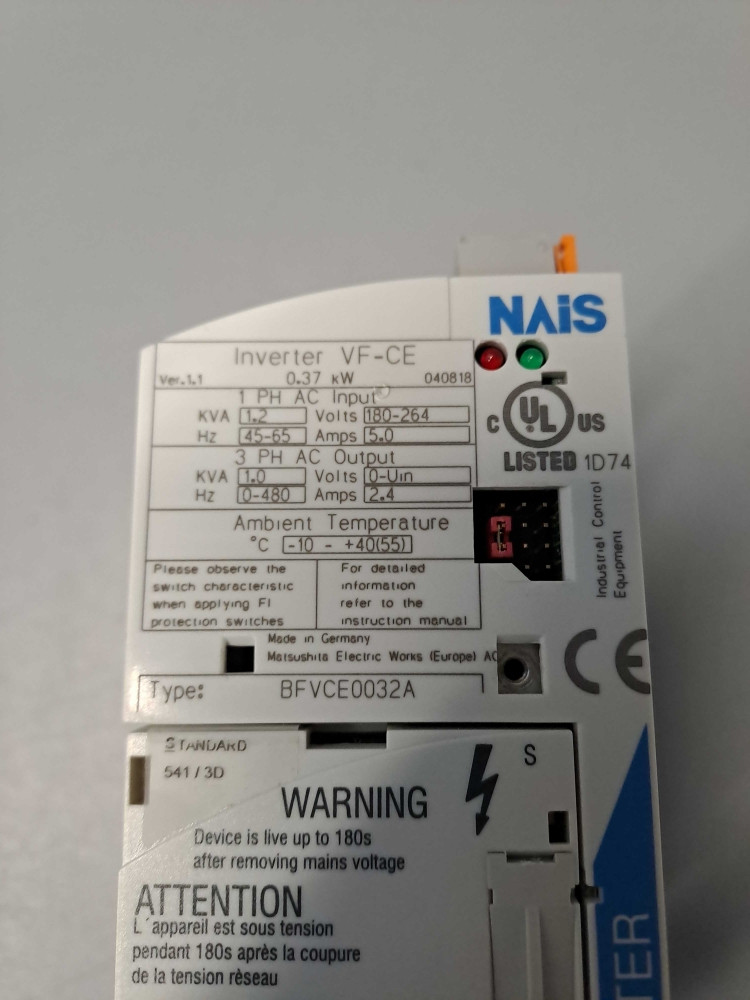 NAiS
Inverter VF-CE
Ver.1.1 0.37 kW 040818
1 PH AC Input
KVA 1.2 Volts 180-264
Hz 45-65 Amps 5.0
3 PH AC Output
KVA 1.0 Volts 0-Uin
Hz 0-480 Amps 2.4
Ambient Temperature
°C -10 - +40(55)
Please observe the
switch characteristic
when applying FI
protection switches
For detailed
information
refer to the
instruction manual
Made in Germany
Matsushita Electric Works (Europe) AG
Type: BFVCE0032A
C UL US
LISTED 1D74
Industrial Control
Equipment
CE
STANDARD
541 / 3D
S
WARNING
Device is live up to 180s
after removing mains voltage
ATTENTION
L´appareil est sous tension
pendant 180s après la coupure
de la tension rèseau
TER